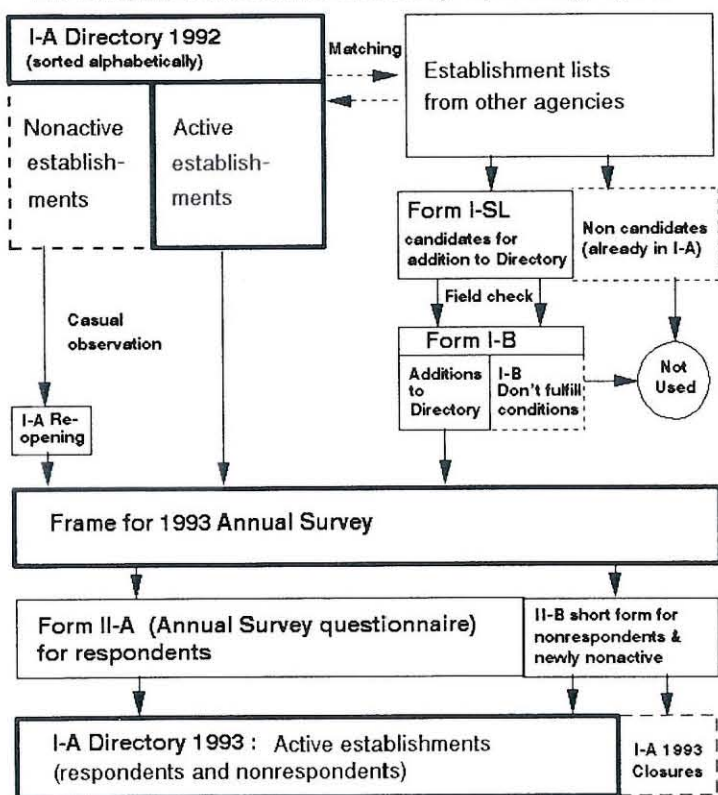 I-A Directory 1992
(sorted alphabetically)
Matching
Establishment lists
from other agencies
Nonactive
establish-
ments
Active
establish-
ments
Form I-SL
candidates for
addition to Directory
Non candidates
(already in I-A)
Field check
Casual
observation
Form I-B
Additions
to
Directory
I-B
Don't fulfill
conditions
Not
Used
I-A Re-
opening
Frame for 1993 Annual Survey
Form II-A (Annual Survey questionnaire)
for respondents
II-B short form for
nonrespondents &
newly nonactive
I-A Directory 1993 : Active establishments
(respondents and nonrespondents)
I-A 1993
Closures